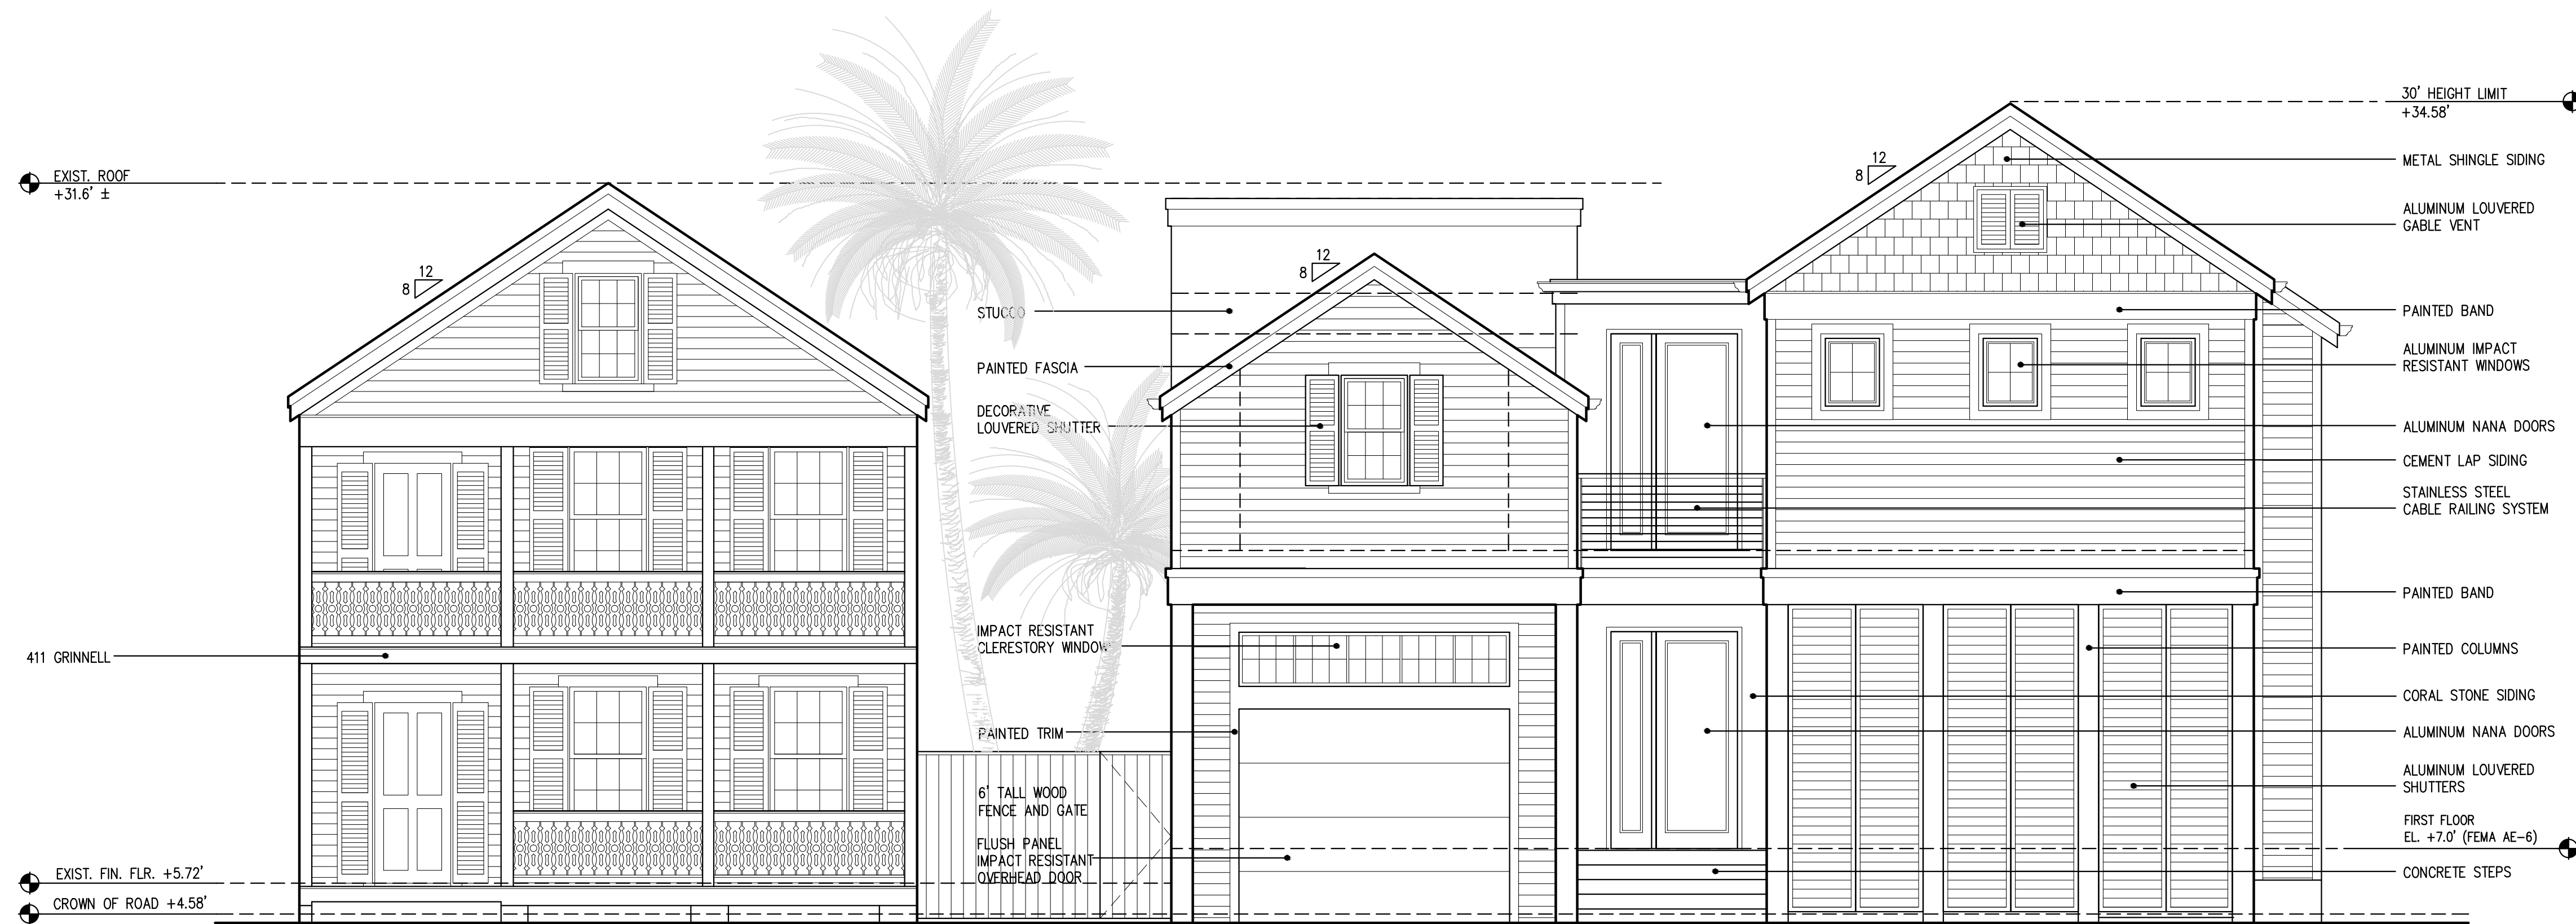 EXIST. ROOF
+31.6' ±
12
8
411 GRINNELL
EXIST. FIN. FLR. +5.72'
CROWN OF ROAD +4.58'
STUCCO
PAINTED FASCIA
DECORATIVE
LOUVERED SHUTTER
IMPACT RESISTANT
CLERESTORY WINDOW
PAINTED TRIM
6' TALL WOOD
FENCE AND GATE
FLUSH PANEL
IMPACT RESISTANT
OVERHEAD DOOR
12
8
12
8
30' HEIGHT LIMIT
+34.58'
METAL SHINGLE SIDING
ALUMINUM LOUVERED
GABLE VENT
PAINTED BAND
ALUMINUM IMPACT
RESISTANT WINDOWS
ALUMINUM NANA DOORS
CEMENT LAP SIDING
STAINLESS STEEL
CABLE RAILING SYSTEM
PAINTED BAND
PAINTED COLUMNS
CORAL STONE SIDING
ALUMINUM NANA DOORS
ALUMINUM LOUVERED
SHUTTERS
FIRST FLOOR
EL. +7.0' (FEMA AE-6)
CONCRETE STEPS